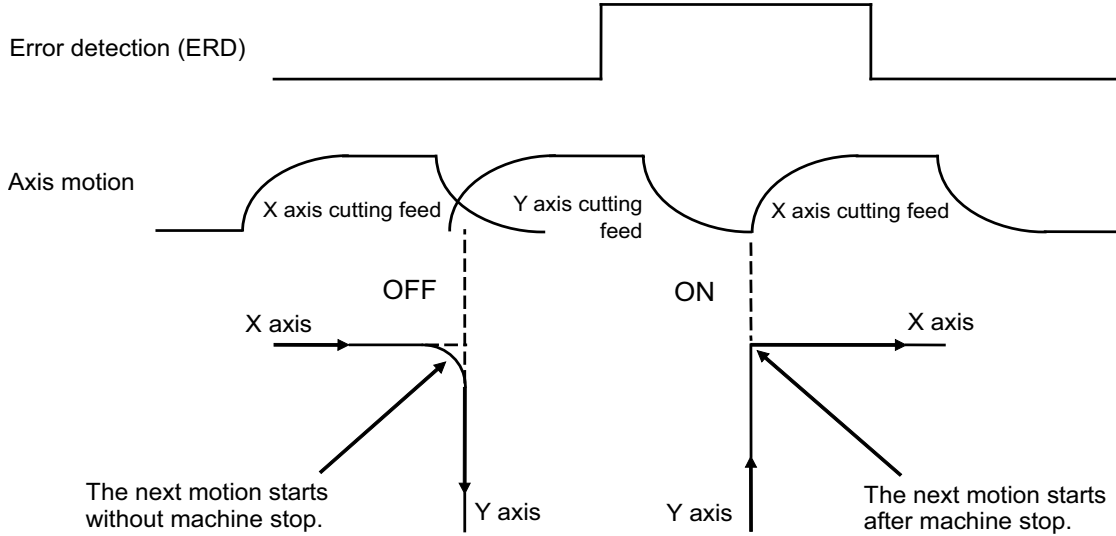 Error detection (ERD)
Axis motion
X axis cutting feed
Y axis cutting
feed
X axis cutting feed
OFF
ON
X axis
X axis
The next motion starts
without machine stop.
Y axis
Y axis
The next motion starts
after machine stop.